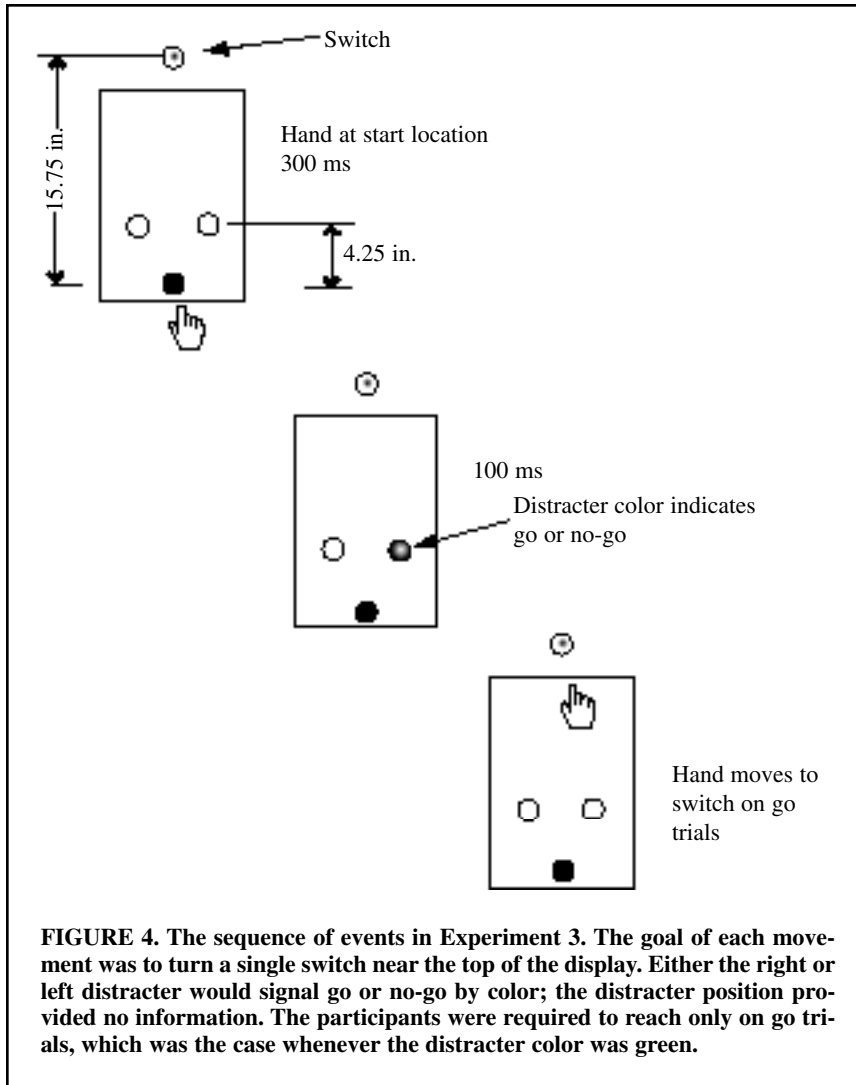 Switch
15.75 in.
Hand at start location
300 ms
4.25 in.
100 ms
Distracter color indicates
go or no-go
Hand moves to
switch on go
trials
FIGURE 4. The sequence of events in Experiment 3. The goal of each move-
ment was to turn a single switch near the top of the display. Either the right or
left distracter would signal go or no-go by color; the distracter position pro-
vided no information. The participants were required to reach only on go tri-
als, which was the case whenever the distracter color was green.